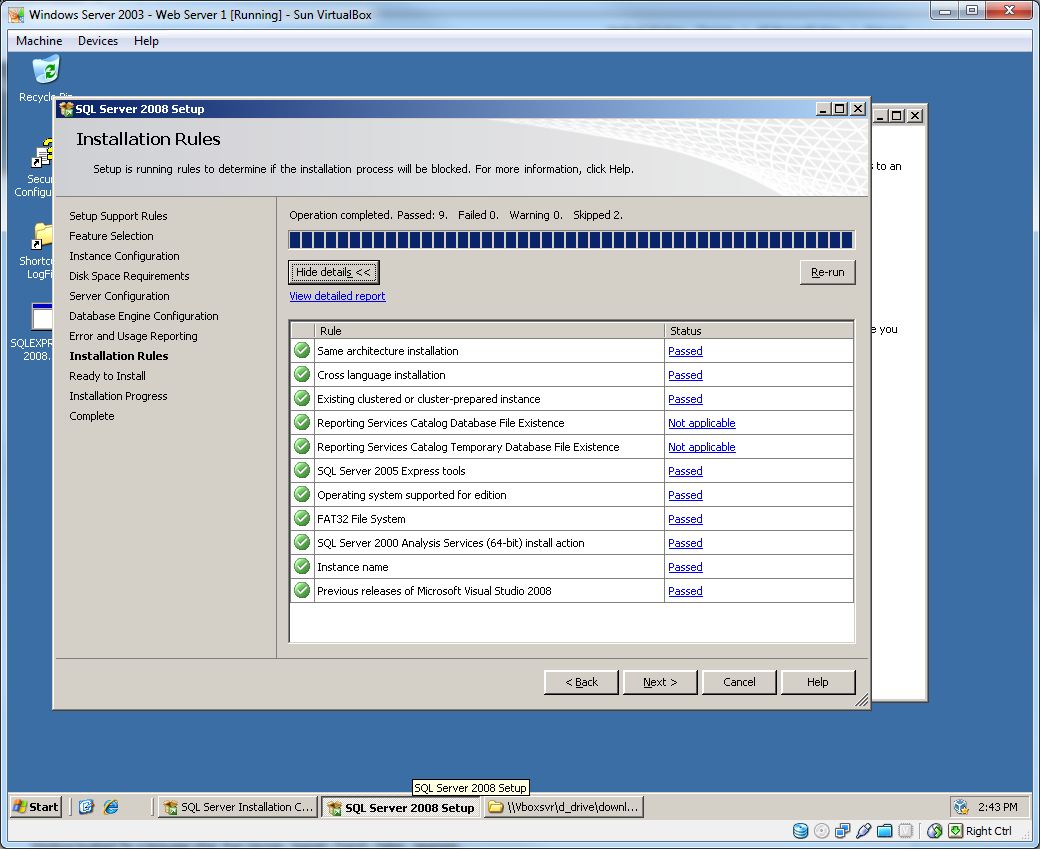 Windows Server 2003 - Web Server 1 [Running] - Sun VirtualBox
Machine Devices Help
Recycle Bin
SQL Server 2008 Setup
Installation Rules
Setup is running rules to determine if the installation process will be blocked. For more information, click Help.
to an
Secu
Configu
Shortc
LogFi
SQLEXPR
2008.
e you
Setup Support Rules
Feature Selection
Instance Configuration
Disk Space Requirements
Server Configuration
Database Engine Configuration
Error and Usage Reporting
Installation Rules
Ready to Install
Installation Progress
Complete
Operation completed. Passed: 9. Failed 0. Warning 0. Skipped 2.
Hide details <<
Re-run
View detailed report
Rule Status
Same architecture installation Passed
Cross language installation Passed
Existing clustered or cluster-prepared instance Passed
Reporting Services Catalog Database File Existence Not applicable
Reporting Services Catalog Temporary Database File Existence Not applicable
SQL Server 2005 Express tools Passed
Operating system supported for edition Passed
FAT32 File System Passed
SQL Server 2000 Analysis Services (64-bit) install action Passed
Instance name Passed
Previous releases of Microsoft Visual Studio 2008 Passed
< Back Next > Cancel Help
SQL Server 2008 Setup
Start SQL Server Installation C... SQL Server 2008 Setup \\Vboxsvr\d_drive\downl... 2:43 PM
Right Ctrl